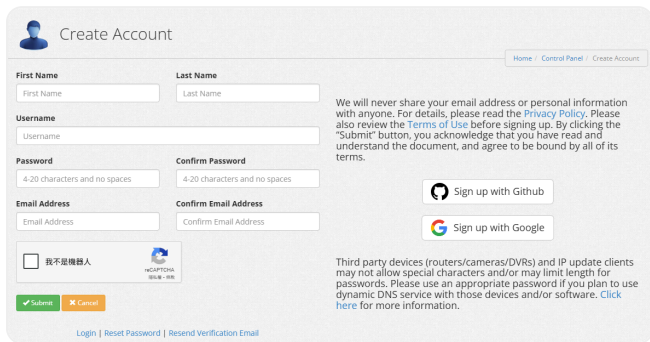 Create Account
Home / Control Panel / Create Account
First Name
Last Name
First Name
Last Name
Username
Username
Password
Confirm Password
4-20 characters and no spaces
4-20 characters and no spaces
Email Address
Confirm Email Address
Email Address
Confirm Email Address
我不是機器人
reCAPTCHA
隱私權 - 條款
Submit
Cancel
Login | Reset Password | Resend Verification Email
We will never share your email address or personal information
with anyone. For details, please read the Privacy Policy. Please
also review the Terms of Use before signing up. By clicking the
“Submit” button, you acknowledge that you have read and
understand the document, and agree to be bound by all of its
terms.
Sign up with Github
Sign up with Google
Third party devices (routers/cameras/DVRs) and IP update clients
may not allow special characters and/or may limit length for
passwords. Please use an appropriate password if you plan to use
dynamic DNS service with those devices and/or software. Click
here for more information.